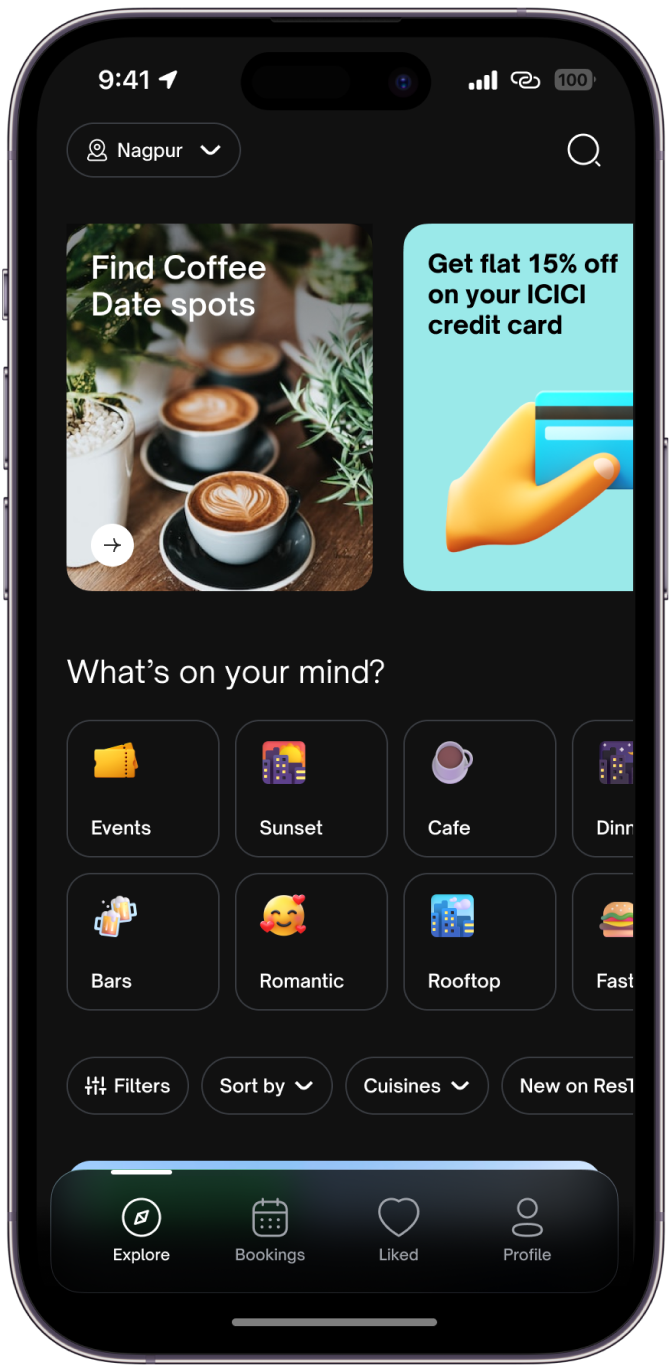 9:41
100
Nagpur
Find Coffee
Date spots
Get flat 15% off
on your ICICI
credit card
What's on your mind?
Events
Sunset
Cafe
Dinn
Bars
Romantic
Rooftop
Fast
Filters
Sort by
Cuisines
New on ResT
Explore
Bookings
Liked
Profile